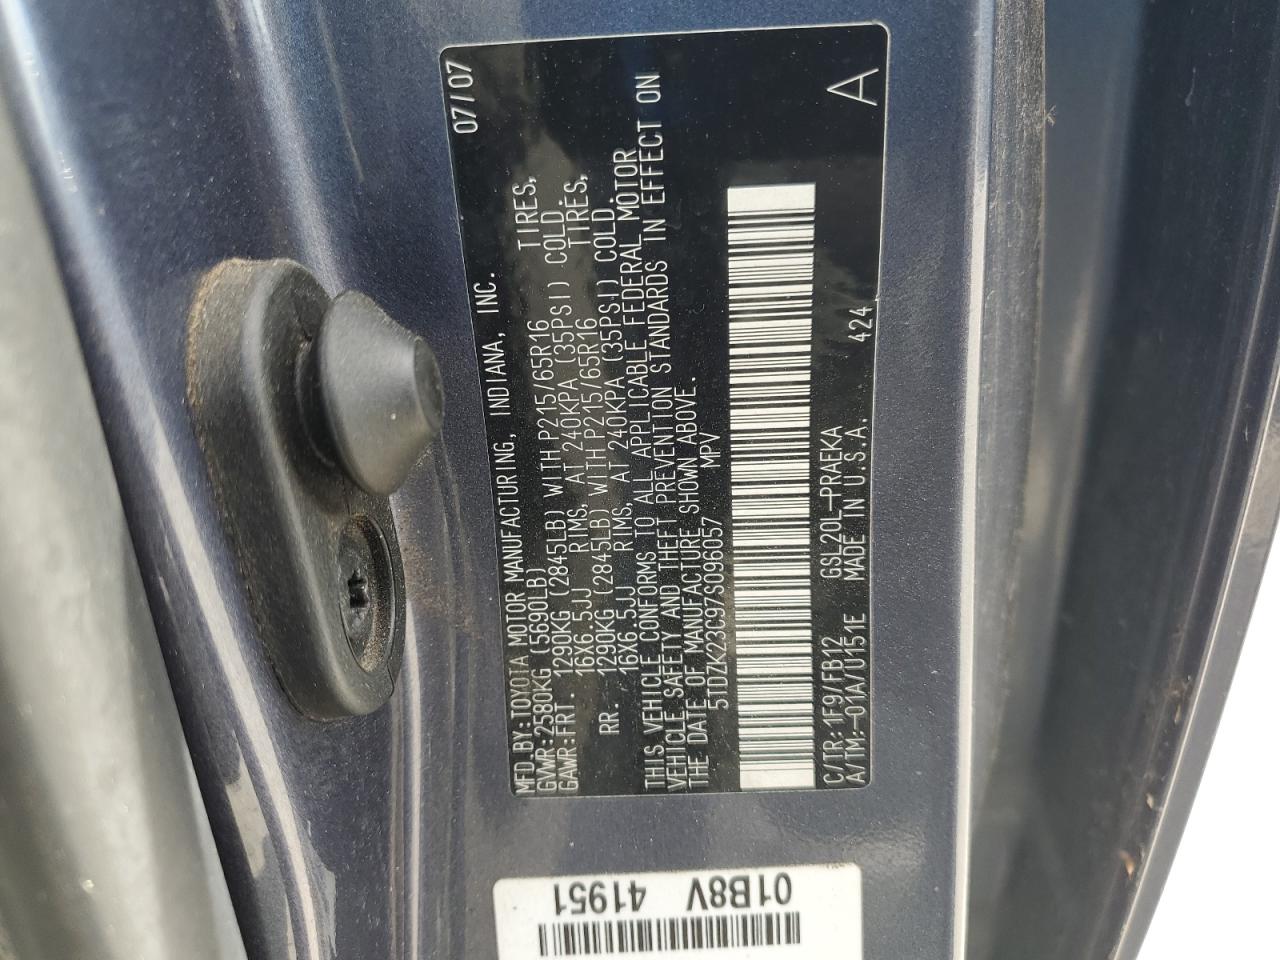 MFD.BY:TOYOTA MOTOR MANUFACTURING, INDIANA, INC. 07/07
GVWR:2580KG (5690LB)
GAWR:FRT. 1290KG (2845LB) WITH P215/65R16 TIRES,
16X6.5JJ RIMS, AT 240KPA (35PSI) COLD
RR. 1290KG (2845LB) WITH P215/65R16 TIRES,
16X6.5JJ RIMS, AT 240KPA (35PSI) COLD.
THIS VEHICLE CONFORMS TO ALL APPLICABLE FEDERAL MOTOR
VEHICLE SAFETY AND THEFT PREVENTION STANDARDS IN EFFECT ON
THE DATE OF MANUFACTURE SHOWN ABOVE.
5TDZK23C97S096057 MPV
C/TR:1F9/FB12 GSL20L-PRAEKA A
A/TM:-01A/U151E MADE IN U.S.A. 424
01B8V 41951